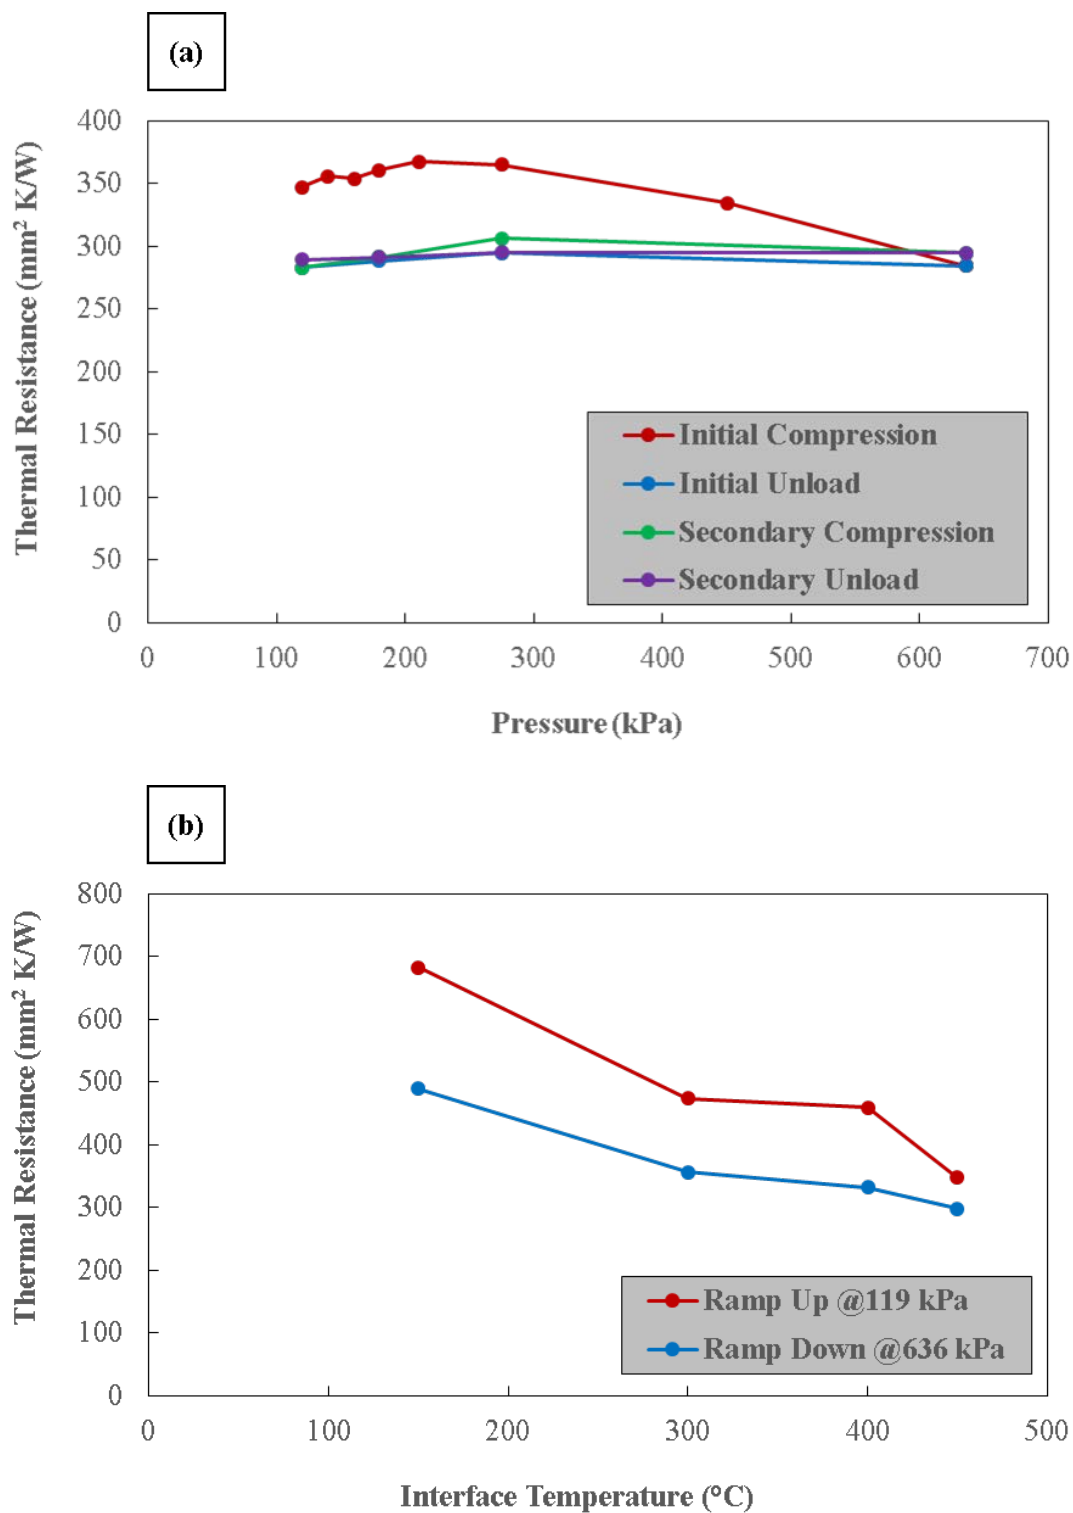 (a)
Thermal Resistance (mm² K/W)
400
350
300
250
200
150
100
50
0
Initial Compression
Initial Unload
Secondary Compression
Secondary Unload
0 100 200 300 400 500 600 700
Pressure (kPa)
(b)
Thermal Resistance (mm² K/W)
800
700
600
500
400
300
200
100
0
Ramp Up @119 kPa
Ramp Down @636 kPa
0 100 200 300 400 500
Interface Temperature (°C)